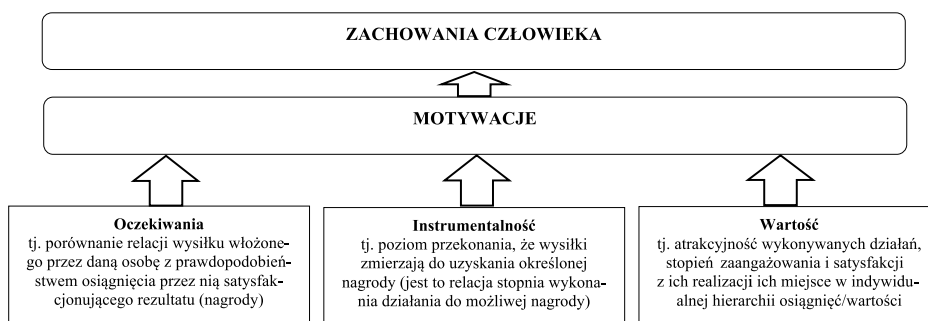 ZACHOWANIA CZŁOWIEKA
MOTYWACJE
Oczekiwania
tj. porównanie relacji wysiłku włożone-
go przez daną osobę z prawdopodobień-
stwem osiągnięcia przez nią satysfak-
cjonującego rezultatu (nagrody)
Instrumentalność
tj. poziom przekonania, że wysiłki
zmierzają do uzyskania określonej
nagrody (jest to relacja stopnia wykona-
nia działania do możliwej nagrody)
Wartość
tj. atrakcyjność wykonywanych działań,
stopień zaangażowania i satysfakcji
z ich realizacji ich miejsce w indywidu-
alnej hierarchii osiągnięć/wartości